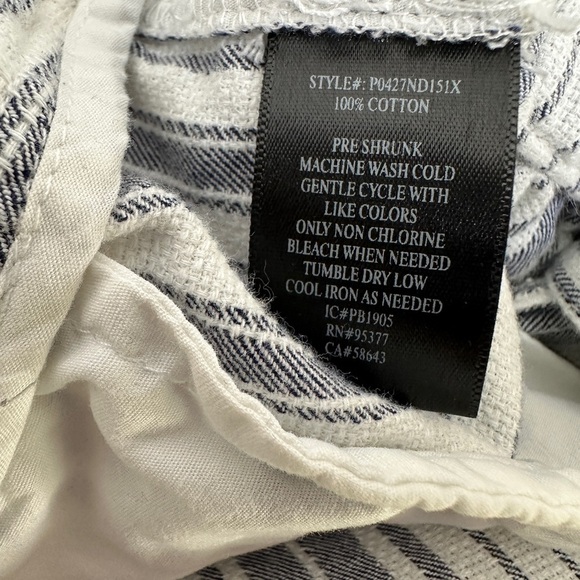 STYLE#: P0427ND151X
100% COTTON
PRE SHRUNK
MACHINE WASH COLD
GENTLE CYCLE WITH
LIKE COLORS
ONLY NON CHLORINE
BLEACH WHEN NEEDED
TUMBLE DRY LOW
COOL IRON AS NEEDED
IC#PB1905
RN#95377
CA#58643